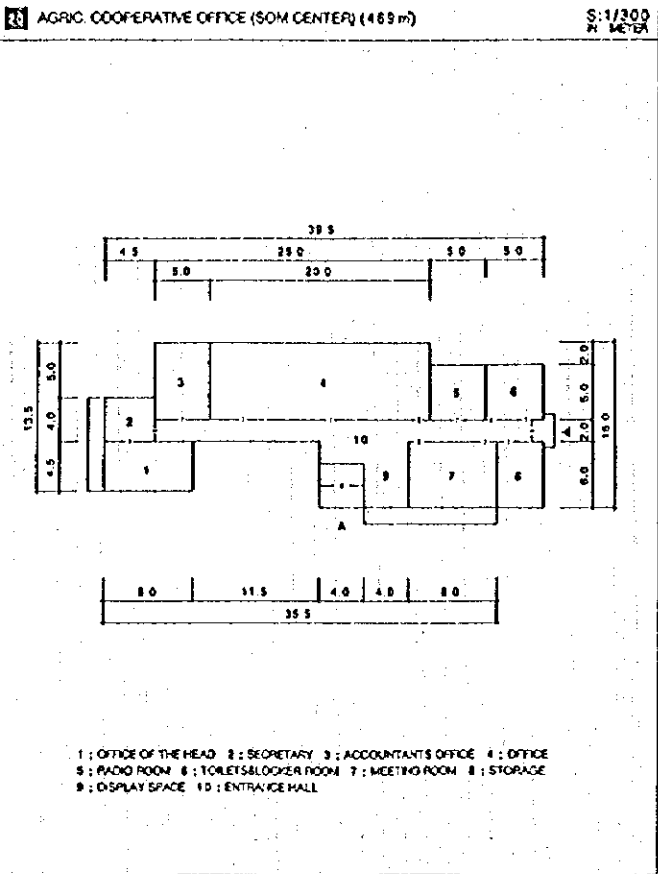 AGRIC. COOPERATIVE OFFICE (SOM CENTER) (469 ㎡)
S:1/300
IN METER
39.5
4.5 25.0 5.0 5.0
5.0 20.0
13.5
5.0
4.0
4.5
2.0
5.0
2.0
6.0
15.0
3 4 5 6
2 10
1 9 7 8
A
8.0 11.5 4.0 4.0 8.0
35.5
1 ; OFFICE OF THE HEAD 2 ; SECRETARY 3 ; ACCOUNTANTS OFFICE 4 ; OFFICE
5 ; RADIO ROOM 6 ; TOILETS&LOCKER ROOM 7 ; MEETING ROOM 8 ; STORAGE
9 ; DISPLAY SPACE 10 ; ENTRANCE HALL